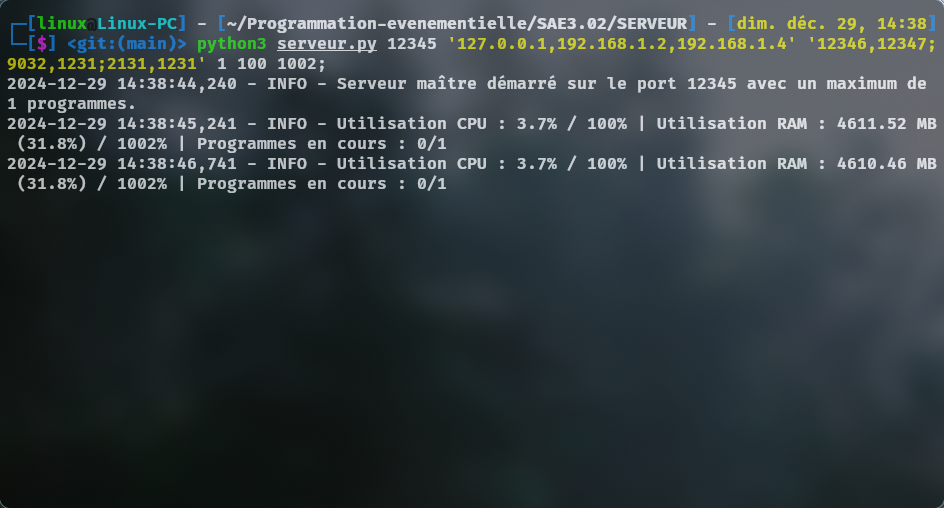 ┌─[linux@Linux-PC] - [~/Programmation-evenementielle/SAE3.02/SERVEUR] - [dim. déc. 29, 14:38]
└─[$] <git:(main)> python3 serveur.py 12345 '127.0.0.1,192.168.1.2,192.168.1.4' '12346,12347;
9032,1231;2131,1231' 1 100 1002;
2024-12-29 14:38:44,240 - INFO - Serveur maître démarré sur le port 12345 avec un maximum de
1 programmes.
2024-12-29 14:38:45,241 - INFO - Utilisation CPU : 3.7% / 100% | Utilisation RAM : 4611.52 MB
(31.8%) / 1002% | Programmes en cours : 0/1
2024-12-29 14:38:46,741 - INFO - Utilisation CPU : 3.7% / 100% | Utilisation RAM : 4610.46 MB
(31.8%) / 1002% | Programmes en cours : 0/1